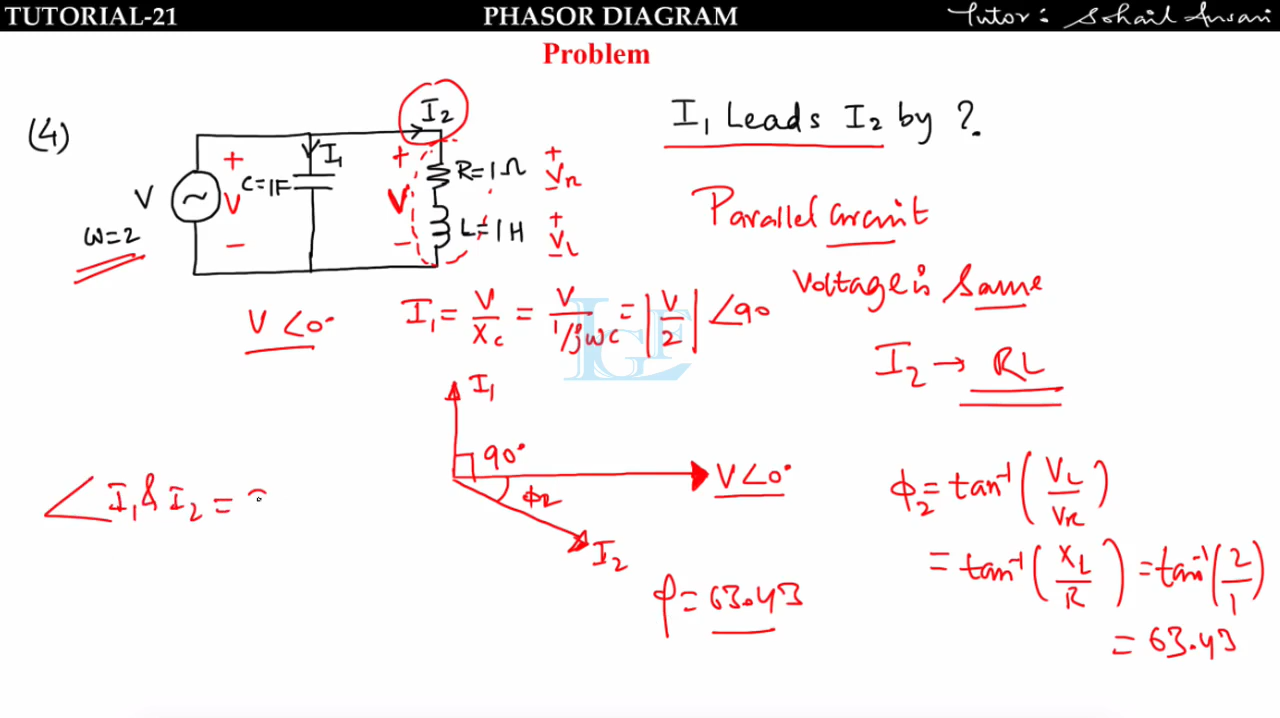 TUTORIAL-21
PHASOR DIAGRAM
Tutor: Sohail Ansari
Problem
(4)
I₂
I₁
I₁ Leads I₂ by ?
V
+
V
−
C=1F
+
V
−
R=1Ω
+
VR
−
L=1H
+
VL
−
ω=2
Parallel Circuit
Voltage is Same
V∠0°
I₁ = V/Xc = V/(1/jωc) = |V/2| ∠90
LGF
I₂ → RL
I₁
90°
V∠0°
ϕ₂
I₂
∠I₁ & I₂ = ?
ϕ₂ = tan⁻¹(VL/VR)
= tan⁻¹(XL/R) = tan⁻¹(2/1)
= 63.43
φ = 63.43